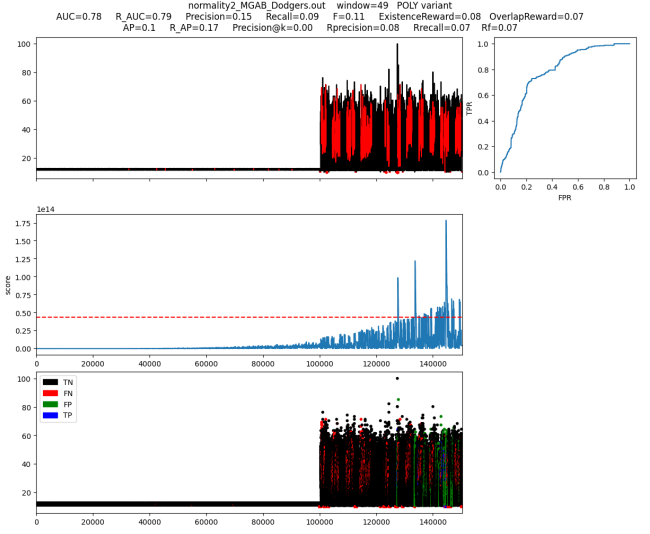 normality2_MGAB_Dodgers.out window=49 POLY variant
AUC=0.78 R_AUC=0.79 Precision=0.15 Recall=0.09 F=0.11 ExistenceReward=0.08 OverlapReward=0.07
AP=0.1 R_AP=0.17 Precision@k=0.00 Rprecision=0.08 Rrecall=0.07 Rf=0.07
100
80
60
40
20
1.0
0.8
0.6
0.4
0.2
0.0
TPR
0.0 0.2 0.4 0.6 0.8 1.0
FPR
1e14
1.75
1.50
1.25
1.00
0.75
0.50
0.25
0.00
score
0 20000 40000 60000 80000 100000 120000 140000
100
80
60
40
20
TN
FN
FP
TP
0 20000 40000 60000 80000 100000 120000 140000